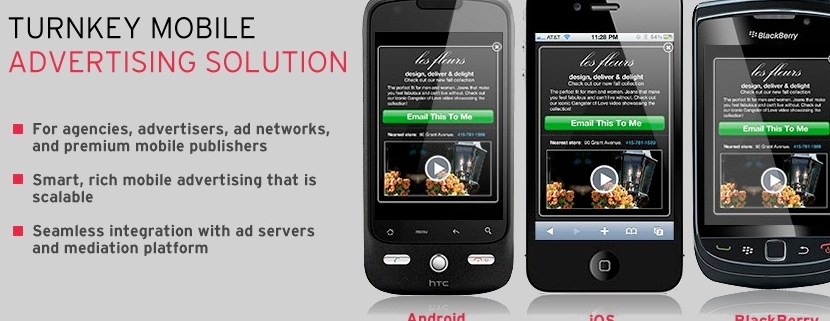 TURNKEY MOBILE
ADVERTISING SOLUTION
For agencies, advertisers, ad networks,
and premium mobile publishers
Smart, rich mobile advertising that is
scalable
Seamless integration with ad servers
and mediation platform
les fleurs
design, deliver & delight
Check out our new fall collection
The perfect fit for men and women. Jeans that make
you feel fabulous and can't live without. Check out
our iconic Gangster of Love video showcasing the
collection!
Email This To Me
Nearest store: 90 Grant Avenue, 415-781-1589
menu
hTC
Android
AT&T 11:28 PM 54%
les fleurs
design, deliver & delight
Check out our new fall collection
The perfect fit for men and women. Jeans that make
you feel fabulous and can't live without. Check out
our iconic Gangster of Love video showcasing the
collection!
Email This To Me
Nearest store: 90 Grant Avenue, 415-781-1589
iOS
BlackBerry
les fleurs
design, deliver & delight
Check out our new fall collection
The perfect fit for men and women. Jeans that make
you feel fabulous and can't live without. Check out
our iconic Gangster of Love video showcasing the
collection!
Email This To Me
Nearest store: 90 Grant Avenue, 415-781-1589
BlackBerry